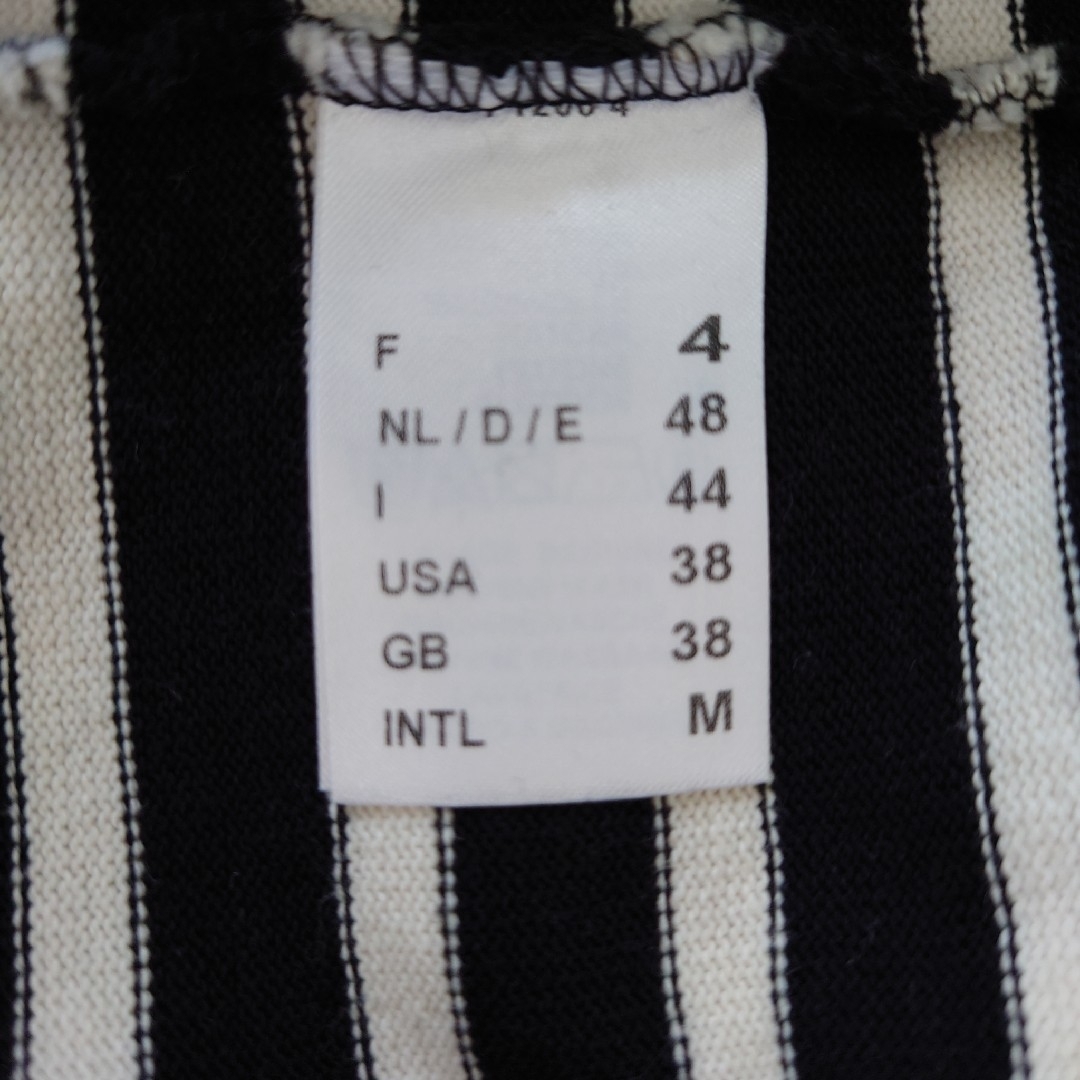 F 4
NL / D / E 48
I 44
USA 38
GB 38
INTL M